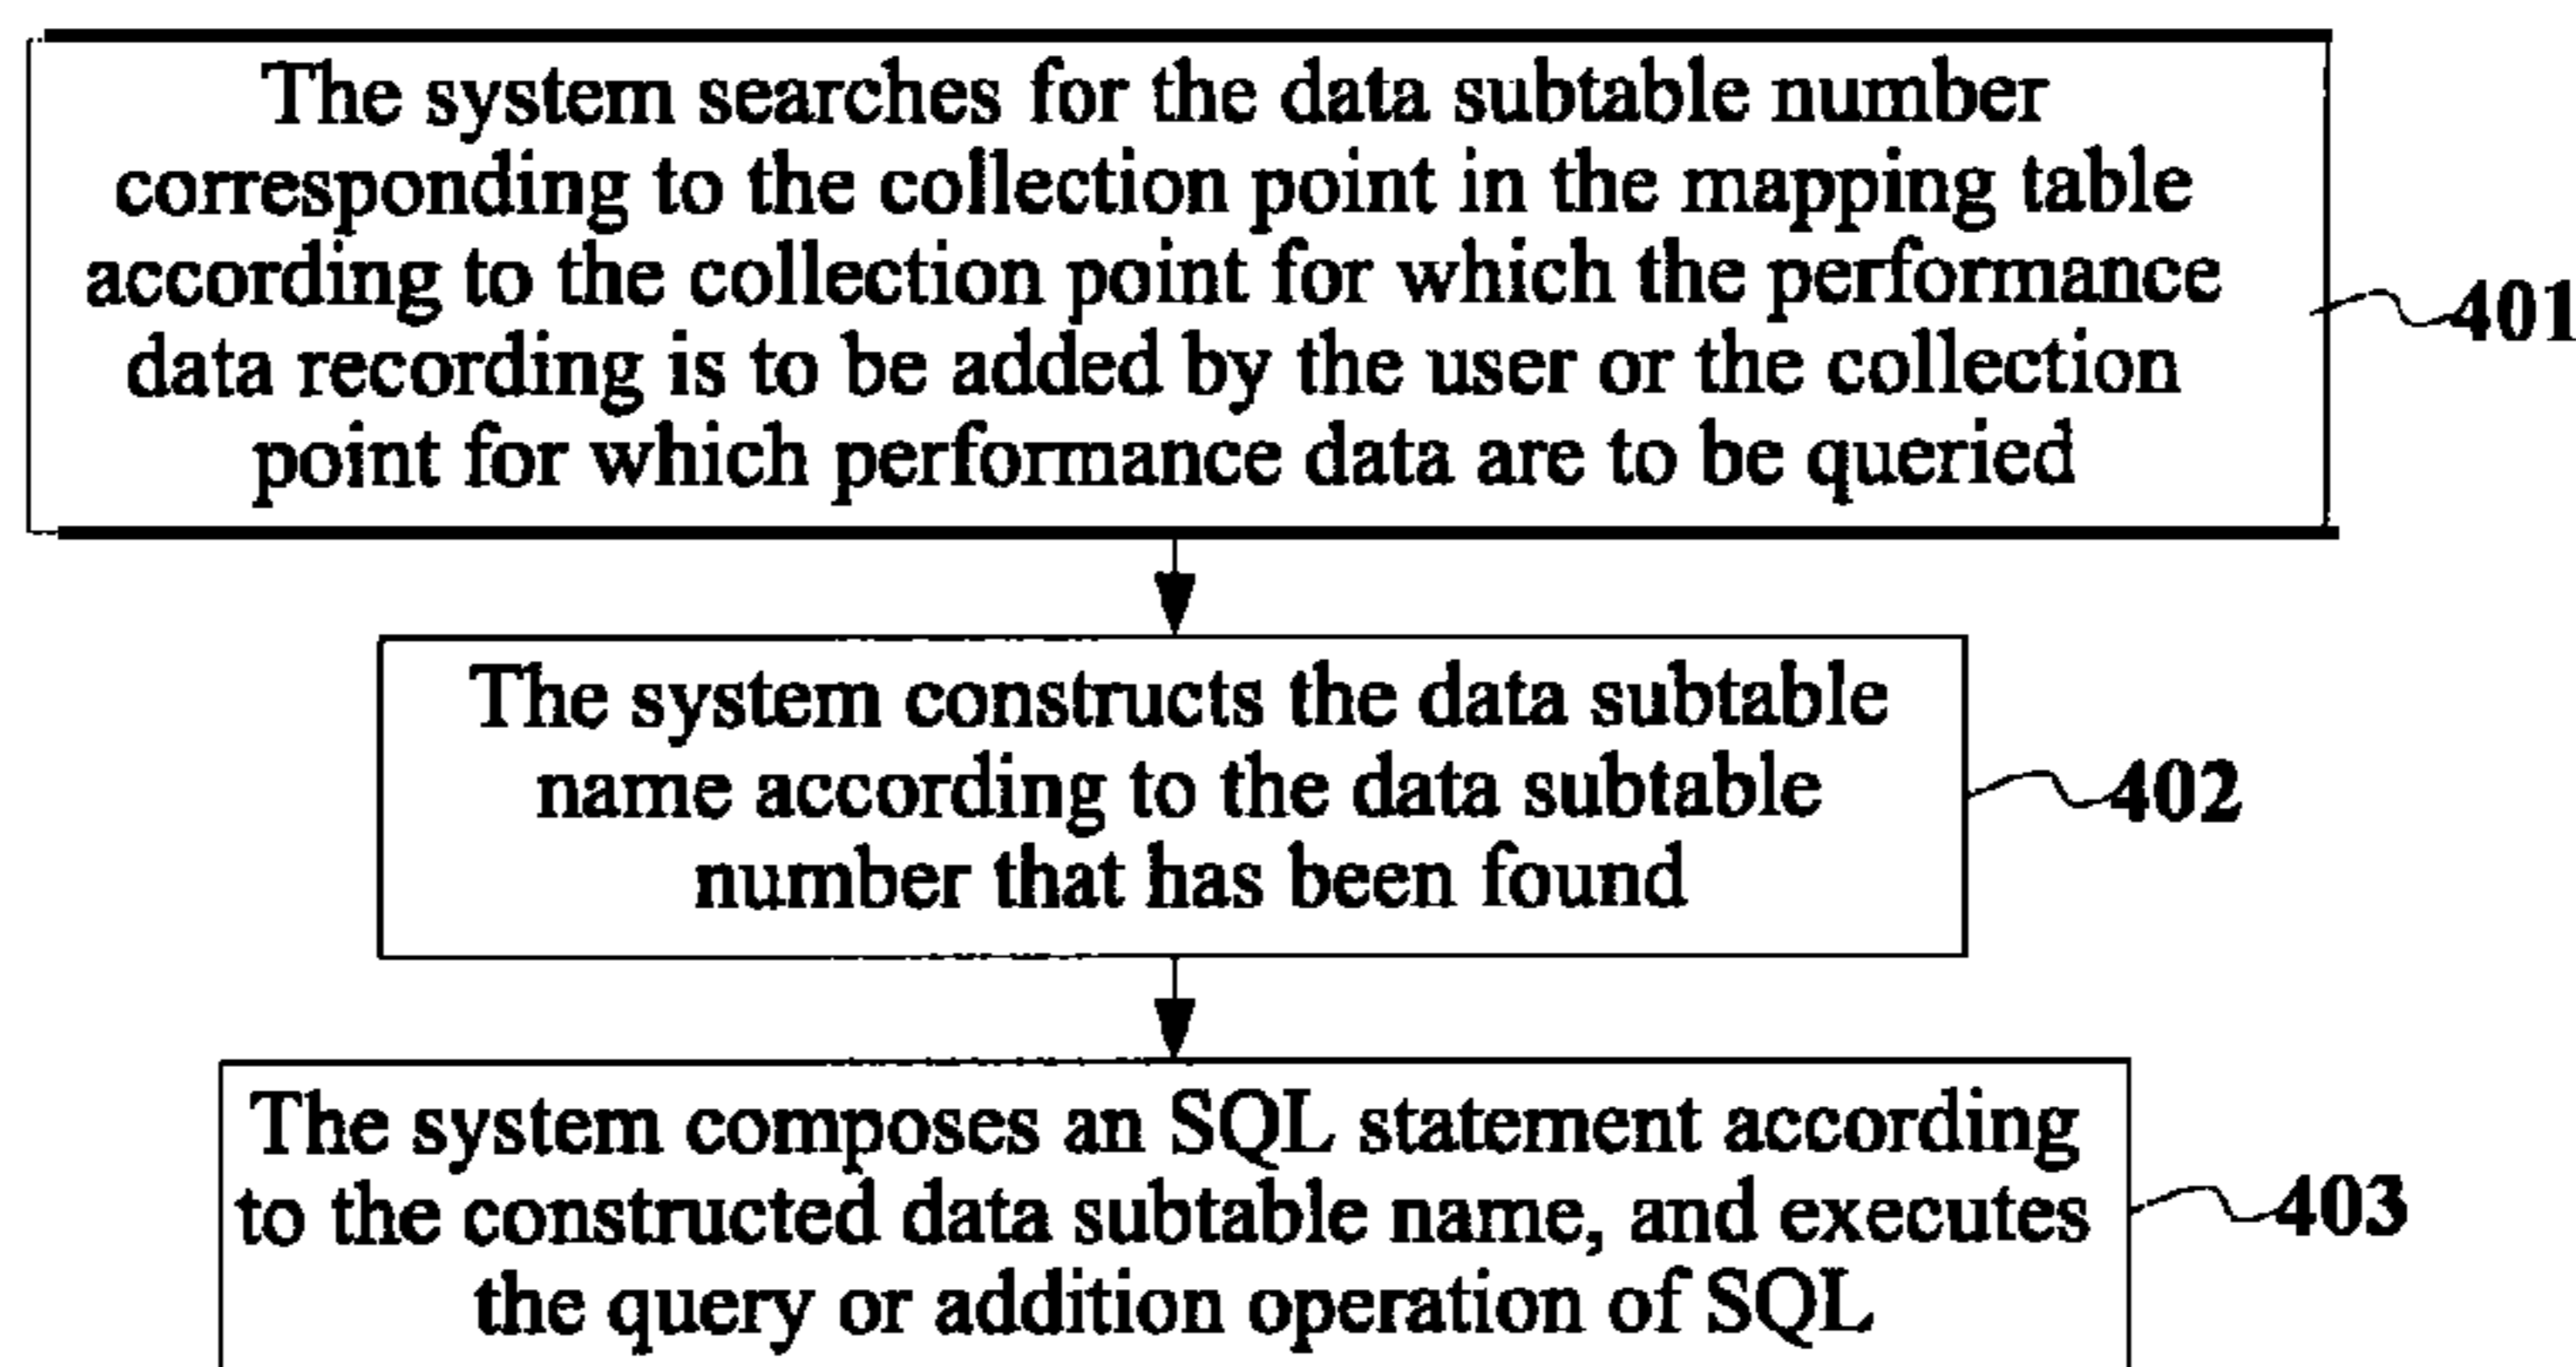 The system searches for the data subtable number
corresponding to the collection point in the mapping table
according to the collection point for which the performance
data recording is to be added by the user or the collection
point for which performance data are to be queried
401
The system constructs the data subtable
name according to the data subtable
number that has been found
402
The system composes an SQL statement according
to the constructed data subtable name, and executes
the query or addition operation of SQL
403